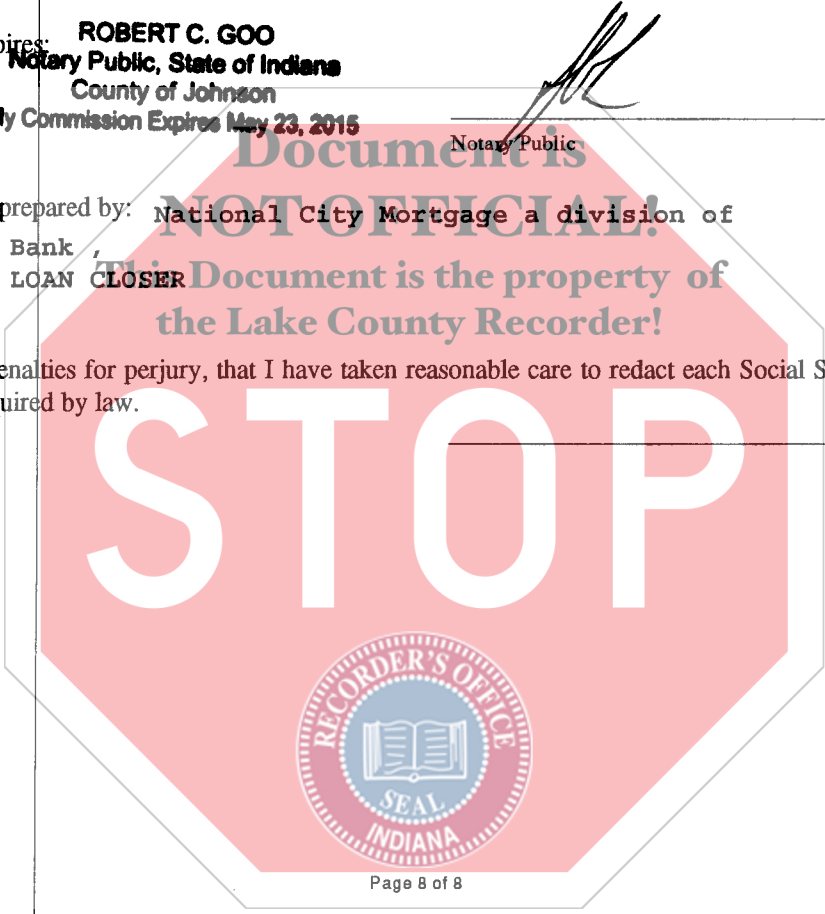 pires:
ROBERT C. GOO
Notary Public, State of Indiana
County of Johnson
My Commission Expires May 23, 2015
Notary Public
Document is
NOT OFFICIAL!
prepared by: National City Mortgage a division of
Bank ,
LOAN CLOSER
This Document is the property of
the Lake County Recorder!
enalties for perjury, that I have taken reasonable care to redact each Social S
uired by law.
STOP
RECORDER'S OFFICE
SEAL
INDIANA
Page 8 of 8